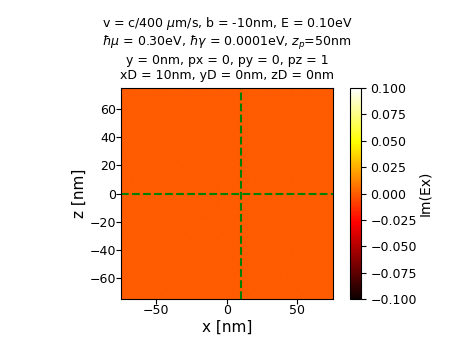 v = c/400 μm/s, b = -10nm, E = 0.10eV
ħμ = 0.30eV, ħγ = 0.0001eV, zp=50nm
y = 0nm, px = 0, py = 0, pz = 1
xD = 10nm, yD = 0nm, zD = 0nm
60
40
20
0
−20
−40
−60
z [nm]
−50
0
50
x [nm]
0.100
0.075
0.050
0.025
0.000
−0.025
−0.050
−0.075
−0.100
Im(Ex)